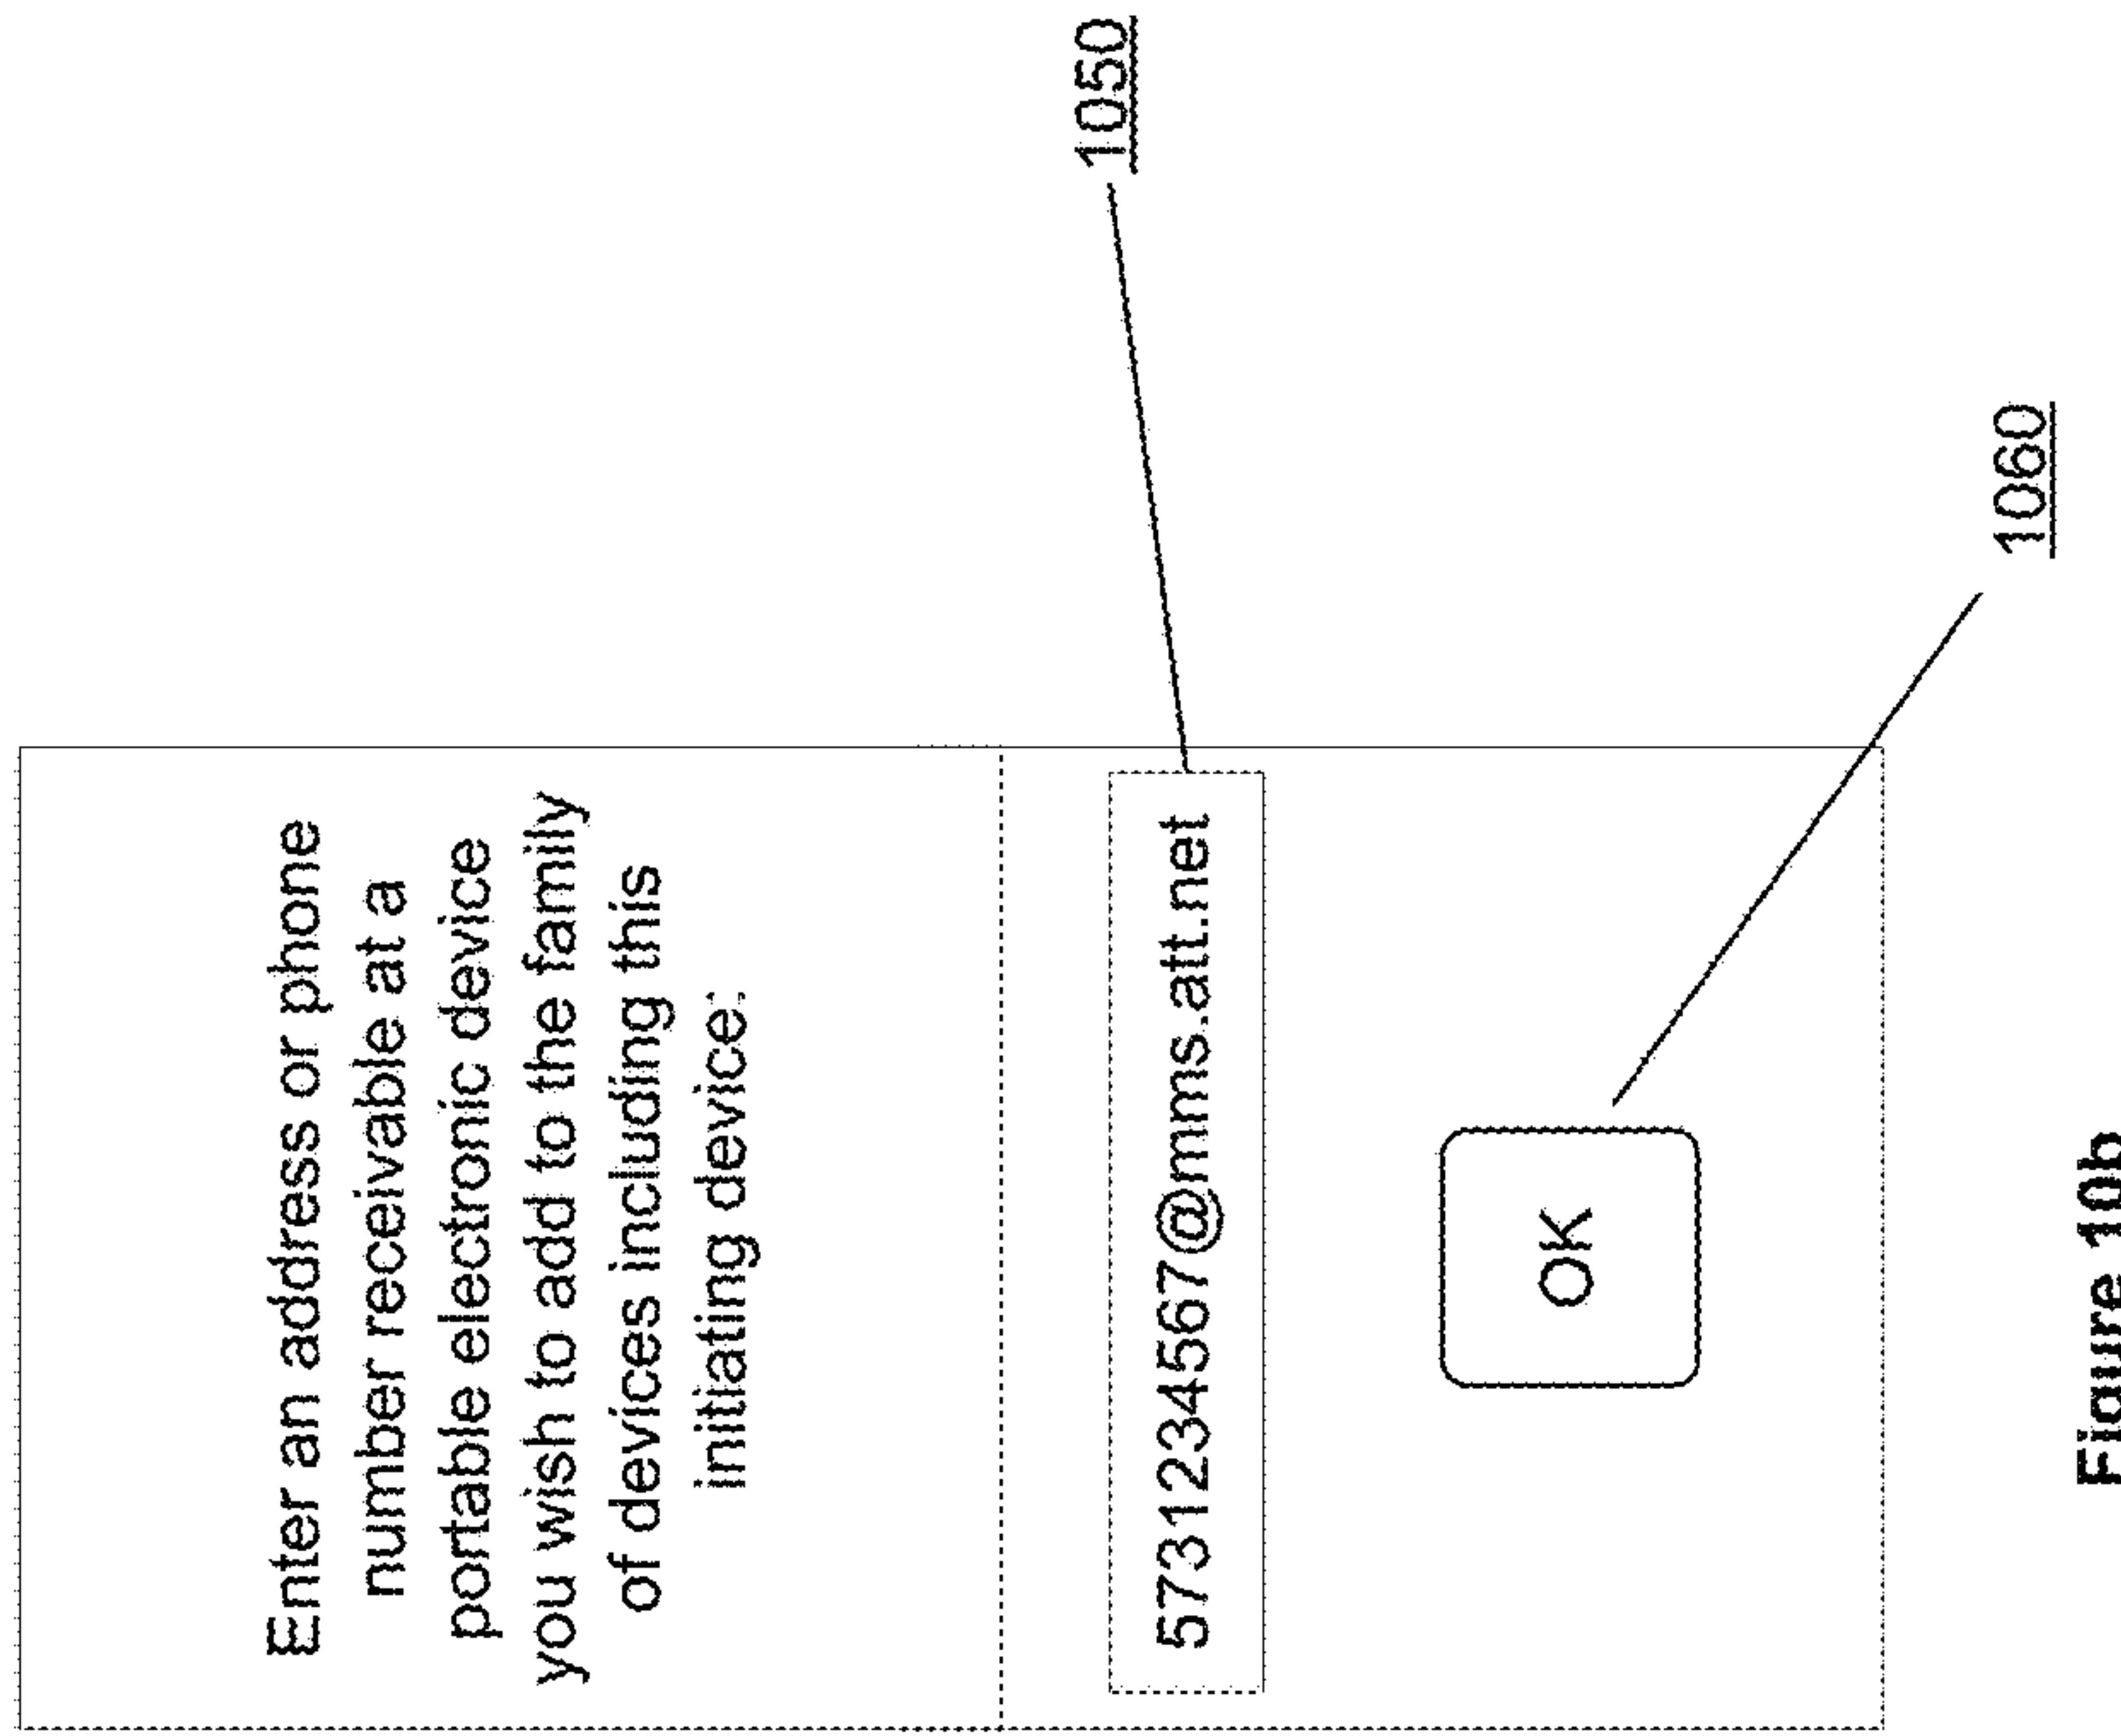 Enter an address or phone
number receivable at a
portable electronic device
you wish to add to the family
of devices including this
initiating device:
5731234567@mms.att.net
1050
OK
1060
Figure 10b